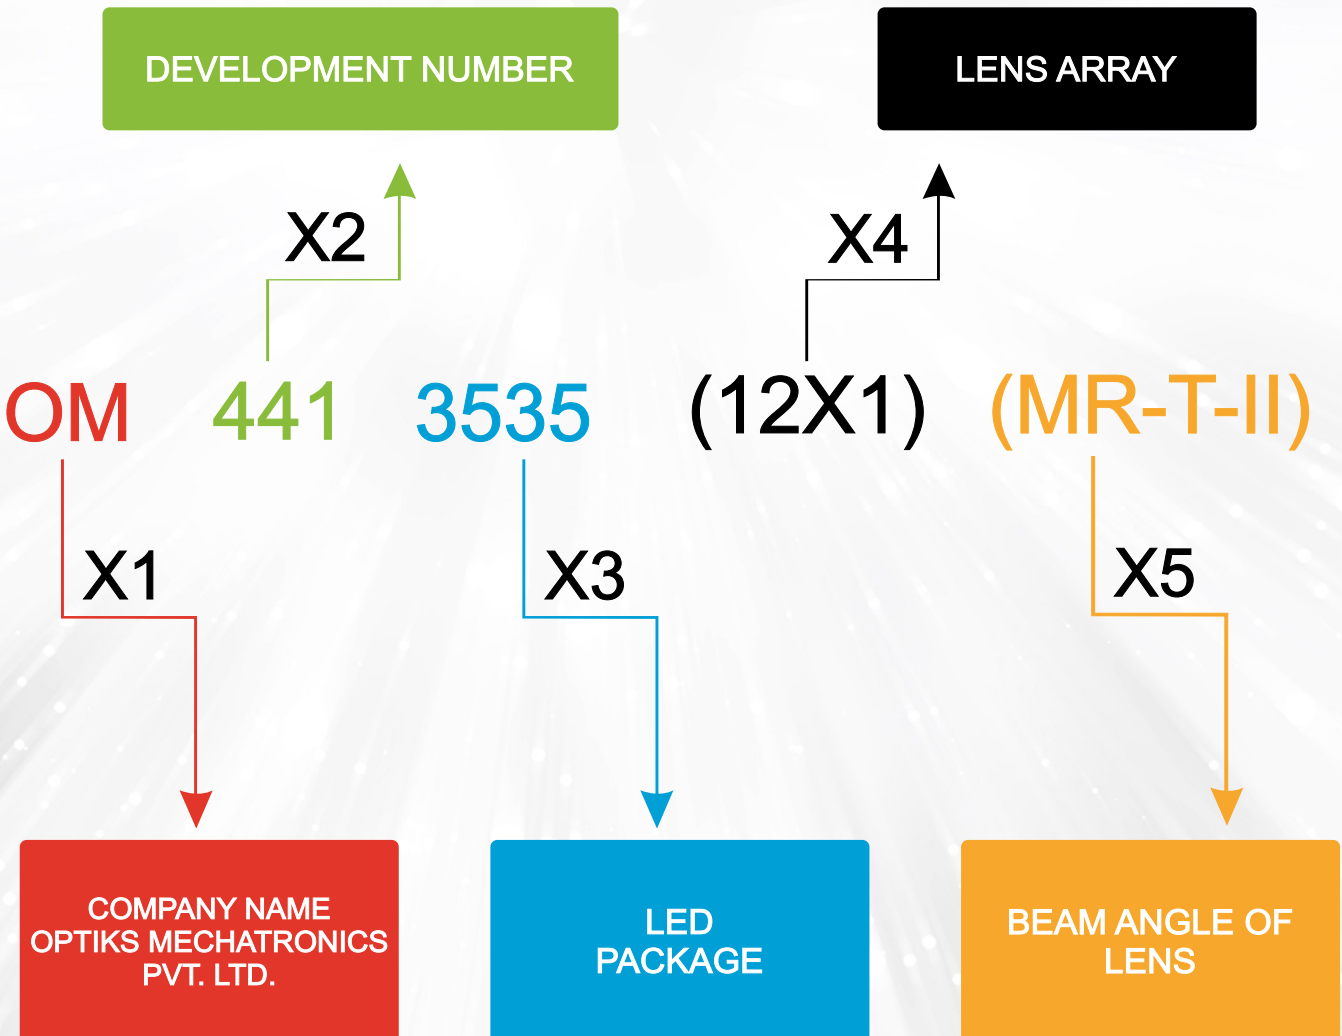 DEVELOPMENT NUMBER
LENS ARRAY
X2
X4
OM 441 3535 (12X1) (MR-T-II)
X1
X3
X5
COMPANY NAME
OPTIKS MECHATRONICS
PVT. LTD.
LED
PACKAGE
BEAM ANGLE OF
LENS